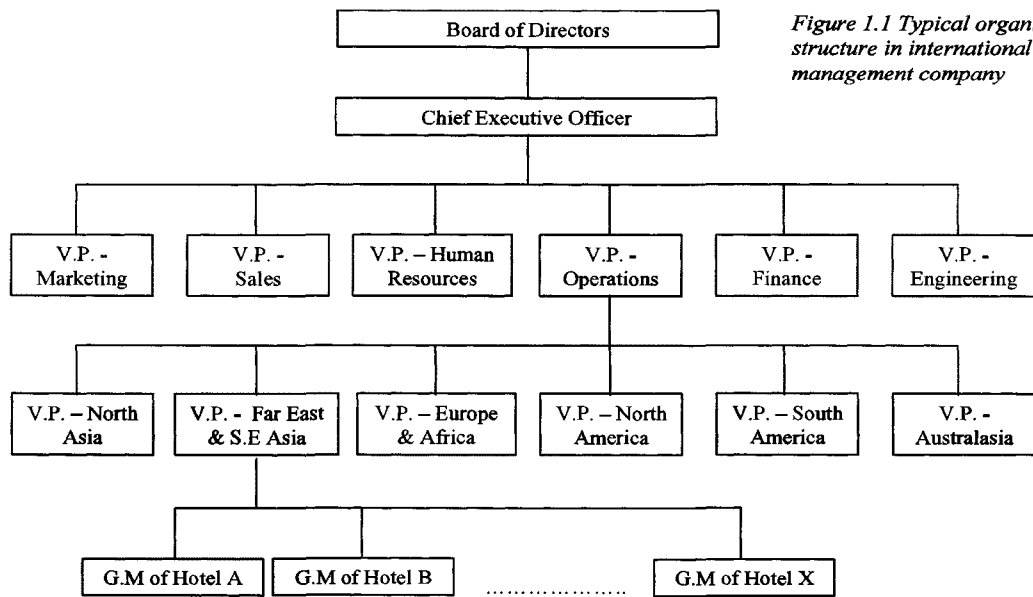 Board of Directors
Figure 1.1 Typical organ
structure in international
management company
Chief Executive Officer
V.P. -
Marketing
V.P. -
Sales
V.P. – Human
Resources
V.P. -
Operations
V.P. -
Finance
V.P. -
Engineering
V.P. – North
Asia
V.P. - Far East
& S.E Asia
V.P. – Europe
& Africa
V.P. – North
America
V.P. – South
America
V.P. -
Australasia
G.M of Hotel A
G.M of Hotel B
...................
G.M of Hotel X